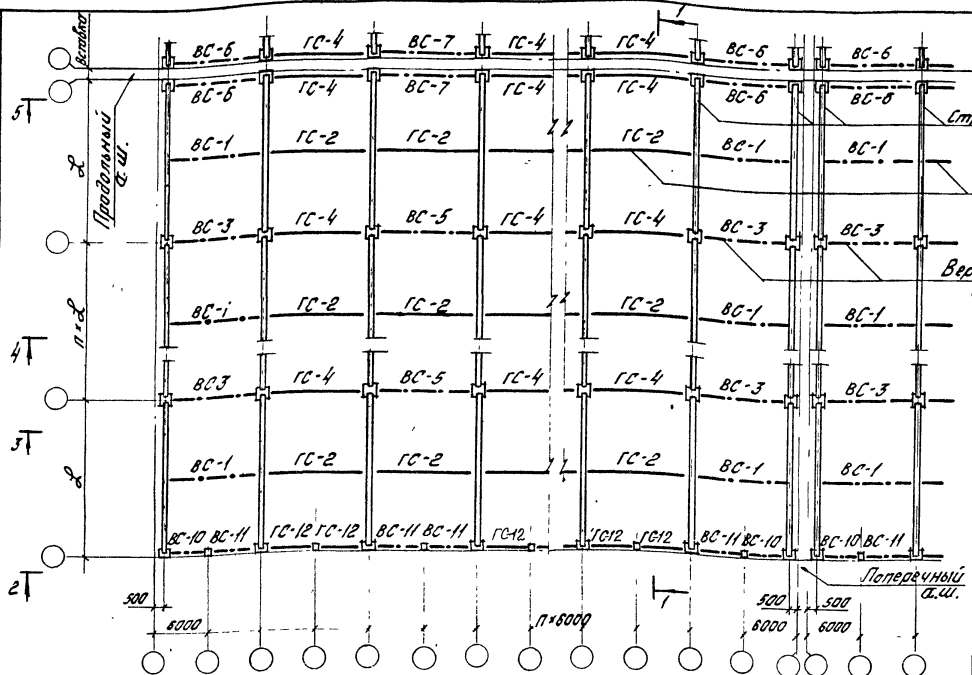 1
Вставка
ВС-6 ГС-4 ВС-7 ГС-4 ГС-4 ВС-6 ВС-6
ВС-6 ГС-4 ВС-7 ГС-4 ГС-4 ВС-6 ВС-6
5
Ст
Продольный
а.ш.
ℒ
ВС-1 ГС-2 ГС-2 ГС-2 ВС-1 ВС-1
ВС-3 ГС-4 ВС-5 ГС-4 ГС-4 ВС-3 ВС-3
Вер
n×ℒ
ВС-1 ГС-2 ГС-2 ГС-2 ВС-1 ВС-1
4
ВС3 ГС-4 ВС-5 ГС-4 ГС-4 ВС-3 ВС-3
3
ℒ
ВС-1 ГС-2 ГС-2 ГС-2 ВС-1 ВС-1
ВС-10 ВС-11 ГС-12 ГС-12 ВС-11 ВС-11 ГС12 ГС12 ГС12 ВС-11 ВС-10 ВС-10 ВС-11
2
1
Поперечный
а.ш.
500 500 500
6000 п×6000 6000 6000